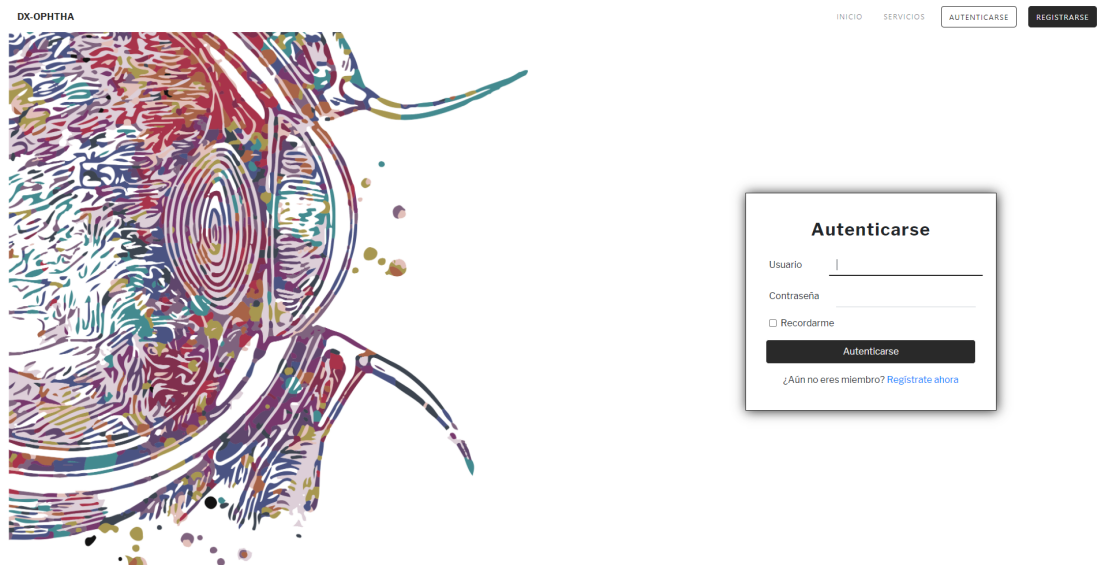 DX-OPHTHA
INICIO SERVICIOS AUTENTICARSE REGISTRARSE
Autenticarse
Usuario
Contraseña
Recordarme
Autenticarse
¿Aún no eres miembro? Regístrate ahora